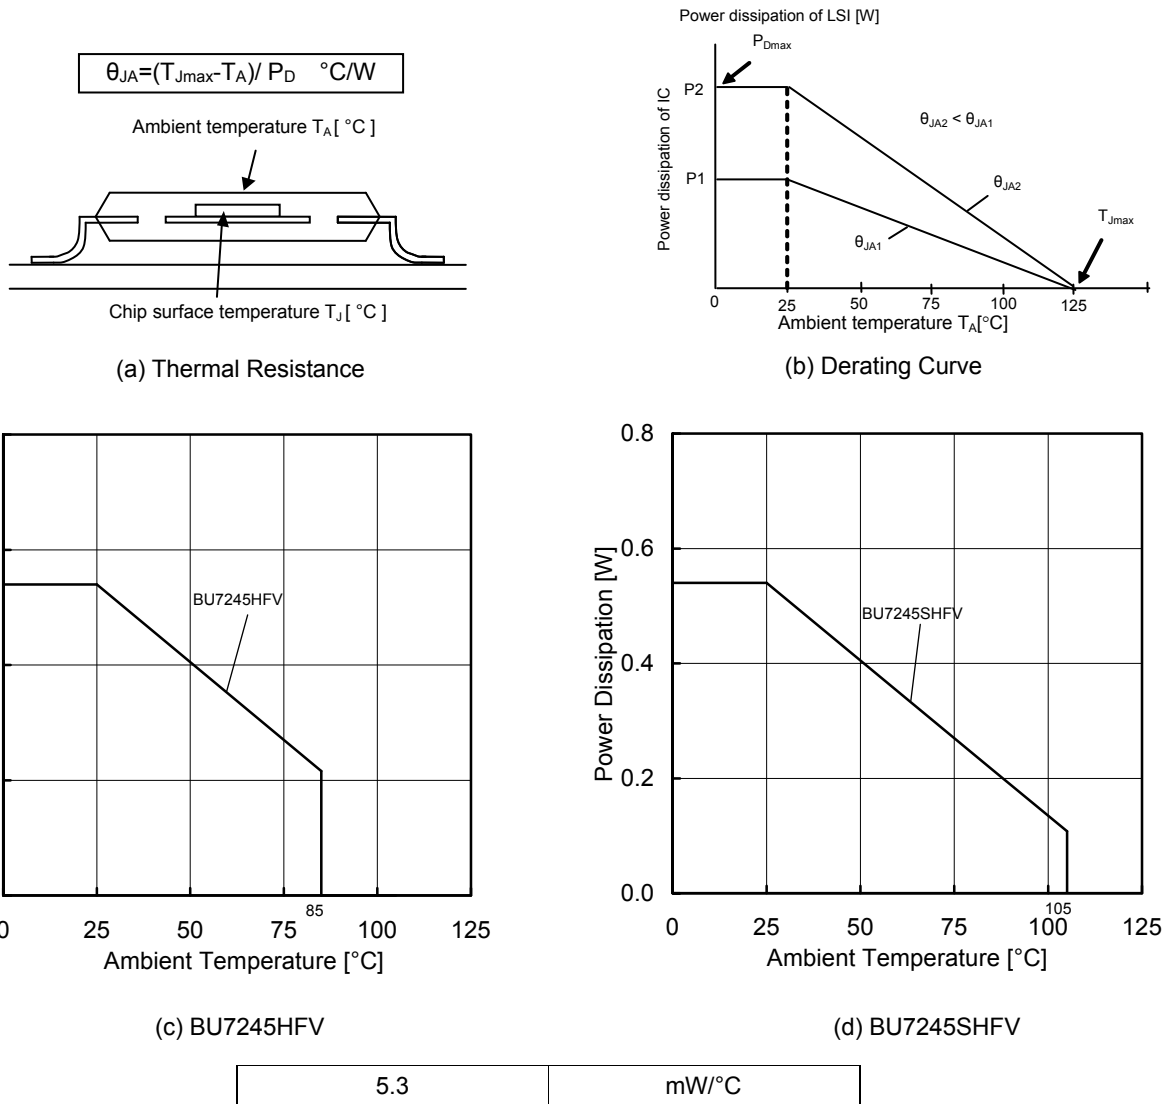 θJA=(TJmax-TA)/ PD °C/W
Ambient temperature TA [ °C ]
Chip surface temperature TJ [ °C ]
(a) Thermal Resistance
Power dissipation of LSI [W]
PDmax
P2
P1
Power dissipation of IC
θJA2 < θJA1
θJA2
θJA1
TJmax
0 25 50 75 100 125
Ambient temperature TA[°C]
(b) Derating Curve
BU7245HFV
85
0 25 50 75 100 125
Ambient Temperature [°C]
(c) BU7245HFV
0.8
0.6
0.4
0.2
0.0
Power Dissipation [W]
BU7245SHFV
105
0 25 50 75 100 125
Ambient Temperature [°C]
(d) BU7245SHFV
5.3 mW/°C